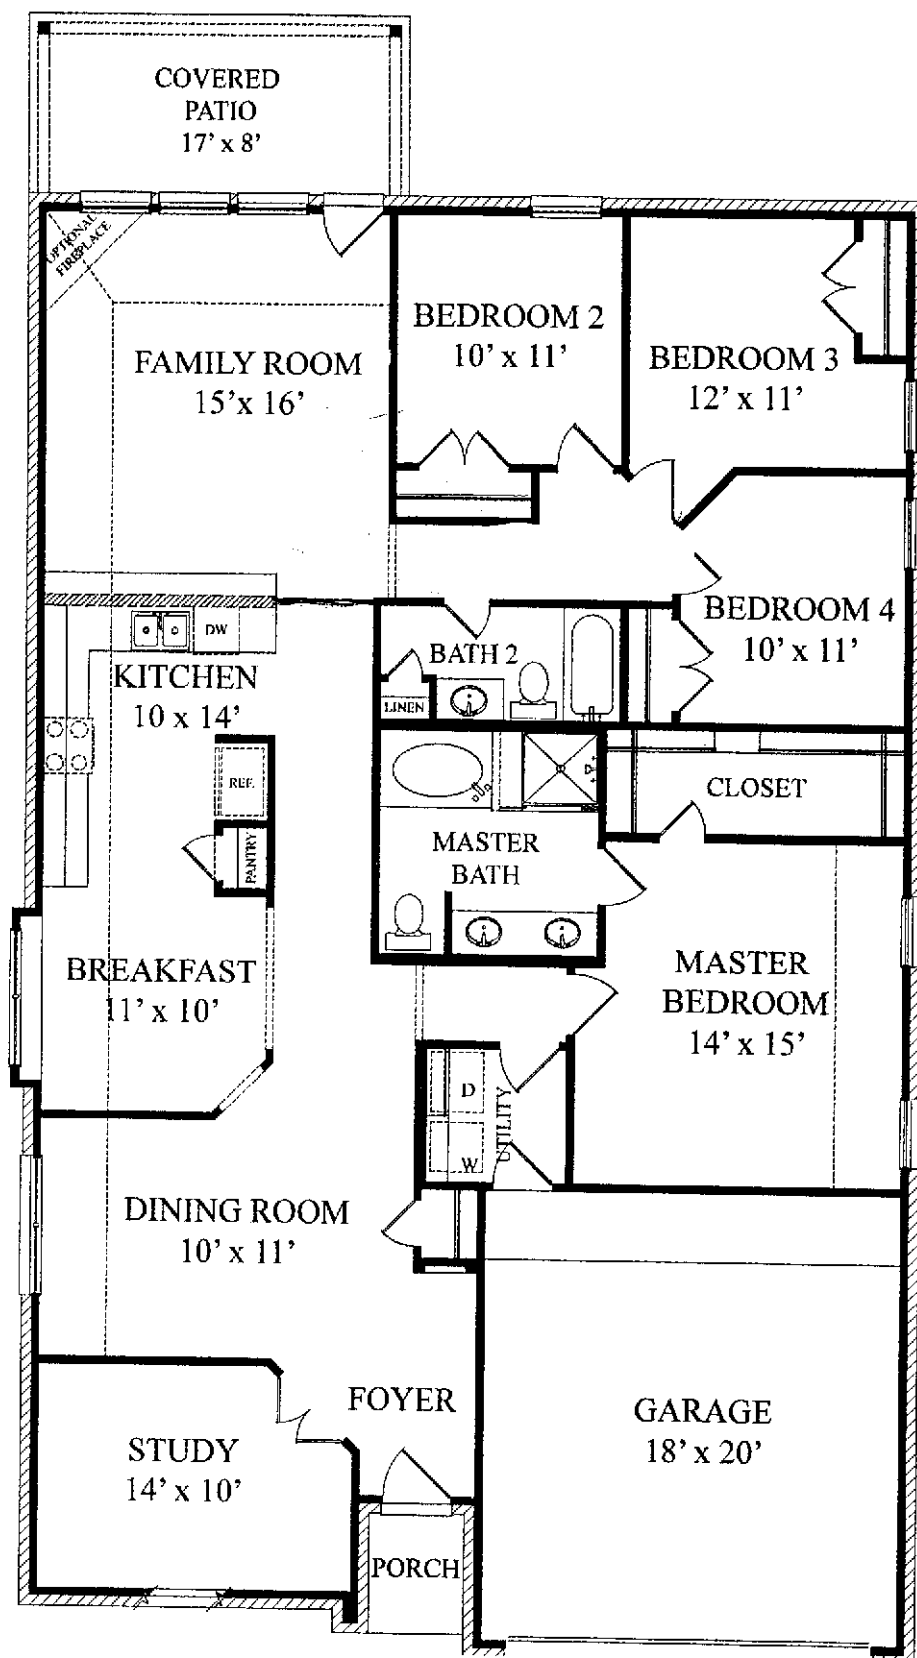 COVERED
PATIO
17' x 8'
OPTIONAL
FIREPLACE
FAMILY ROOM
15'x 16'
BEDROOM 2
10' x 11'
BEDROOM 3
12' x 11'
BEDROOM 4
10' x 11'
DW
KITCHEN
10 x 14'
BATH 2
LINEN
REF.
PANTRY
CLOSET
MASTER
BATH
BREAKFAST
11' x 10'
MASTER
BEDROOM
14' x 15'
D
W
UTILITY
DINING ROOM
10' x 11'
FOYER
STUDY
14' x 10'
GARAGE
18' x 20'
PORCH